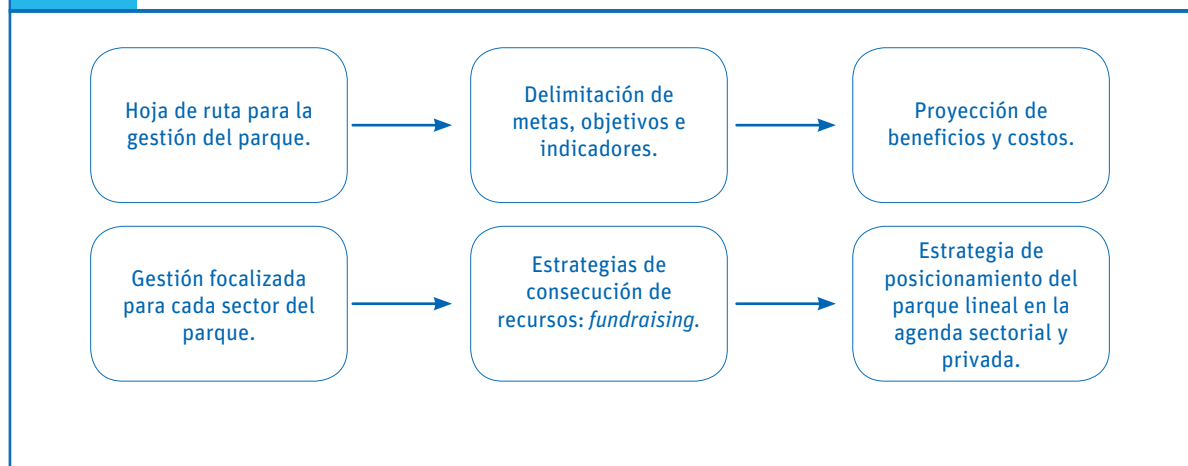 Hoja de ruta para la
gestión del parque.
Delimitación de
metas, objetivos e
indicadores.
Proyección de
beneficios y costos.
Gestión focalizada
para cada sector del
parque.
Estrategias de
consecución de
recursos: fundraising.
Estrategia de
posicionamiento del
parque lineal en la
agenda sectorial y
privada.